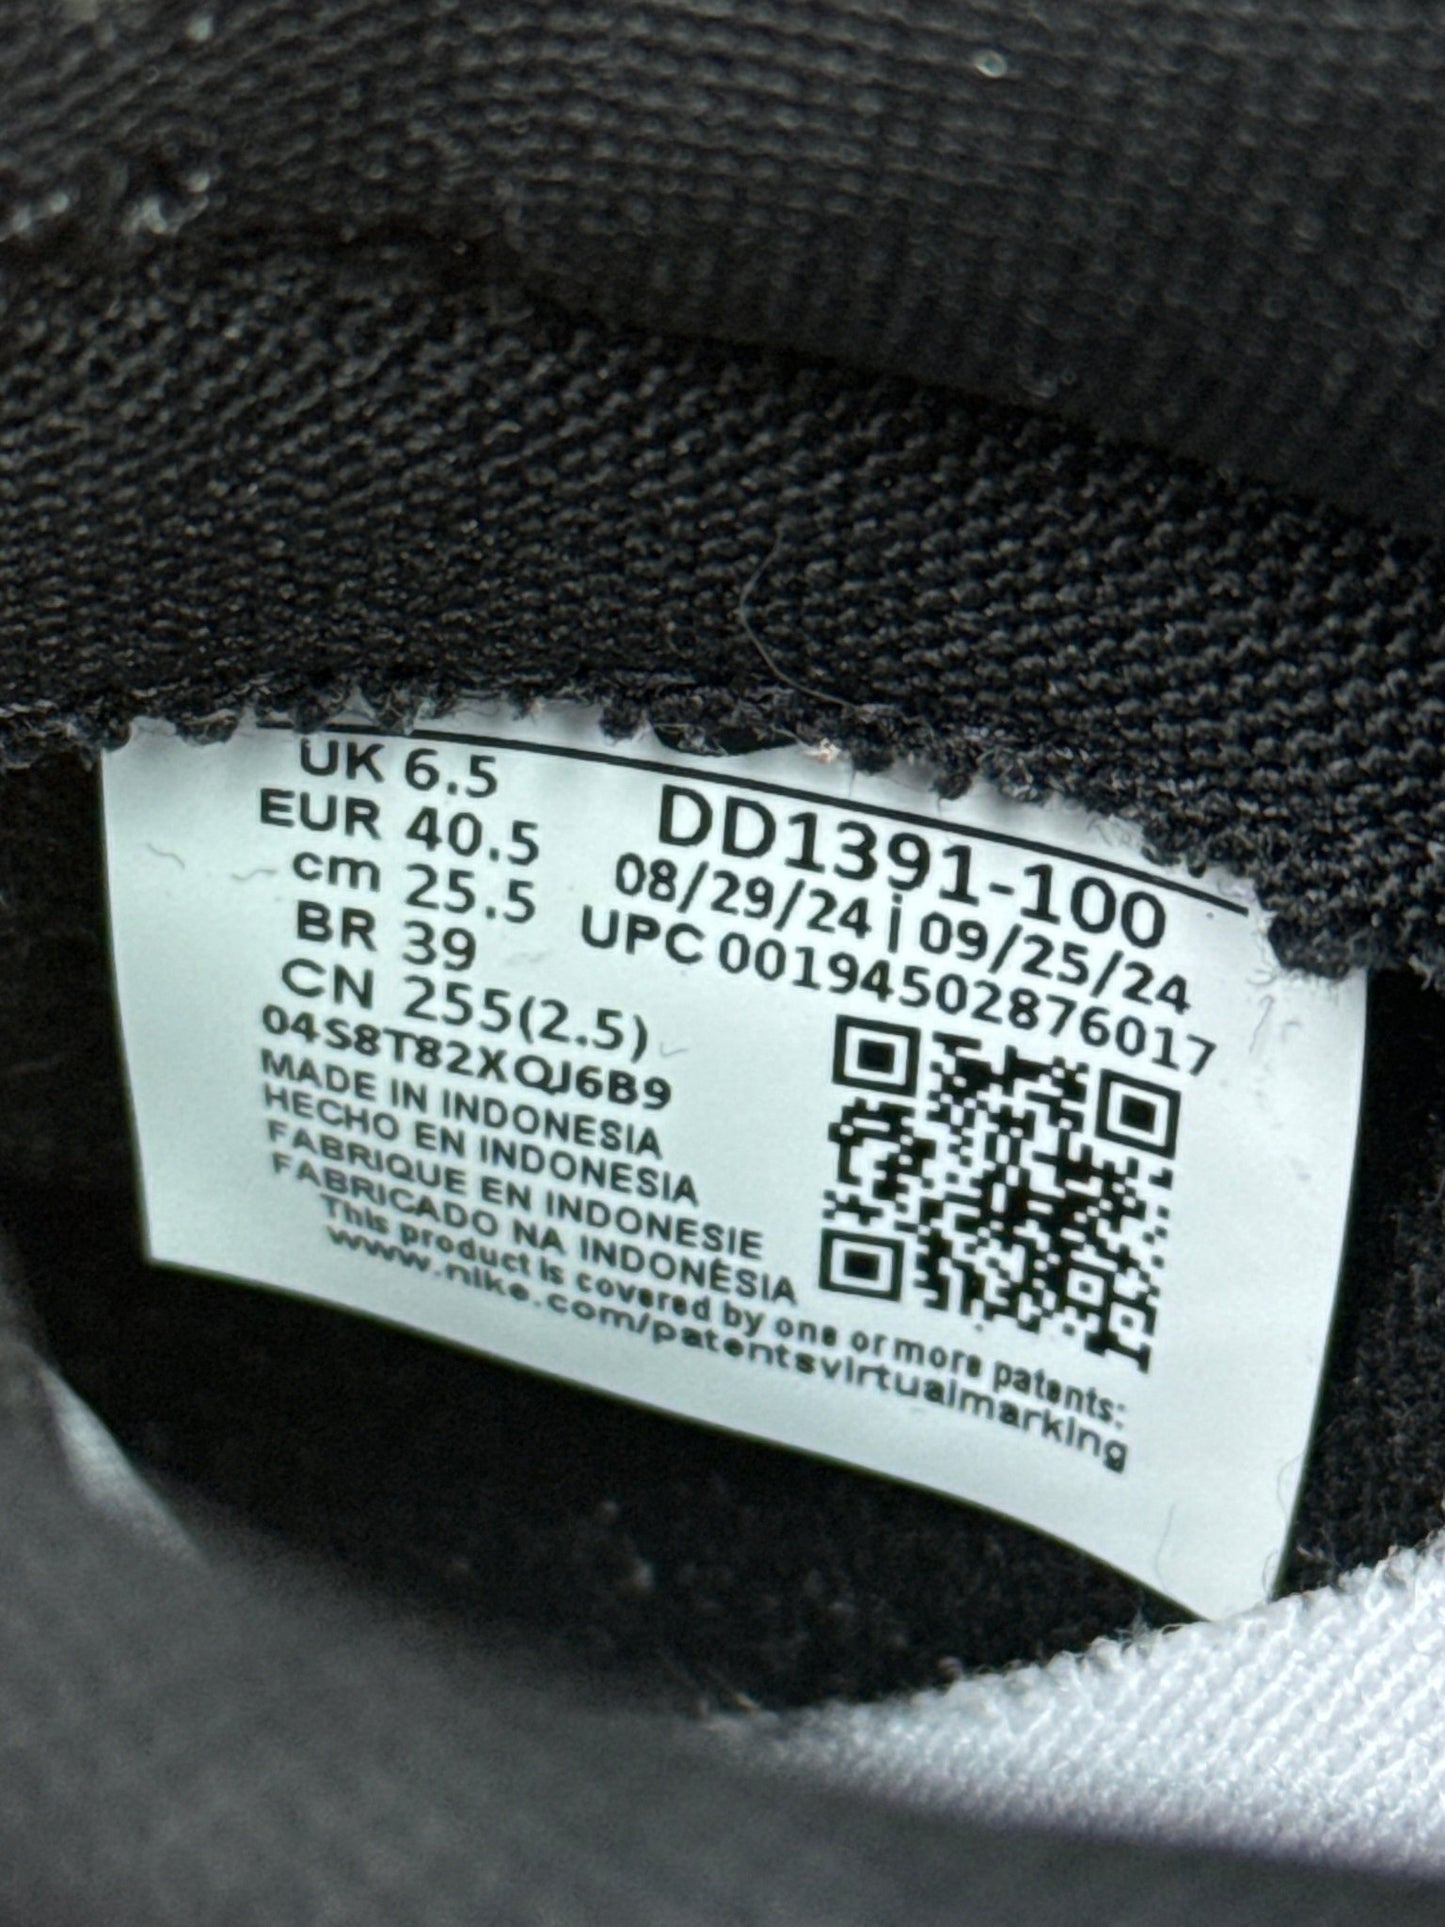 UK 6.5
EUR 40.5
cm 25.5
BR 39
CN 255(2.5)
04S8T82XQJ6B9
MADE IN INDONESIA
HECHO EN INDONESIA
FABRIQUE EN INDONESIE
FABRICADO NA INDONÉSIA
This product is covered by one or more patents:
www.nike.com/patentsvirtualmarking
DD1391-100
08/29/24 | 09/25/24
UPC 00194502876017